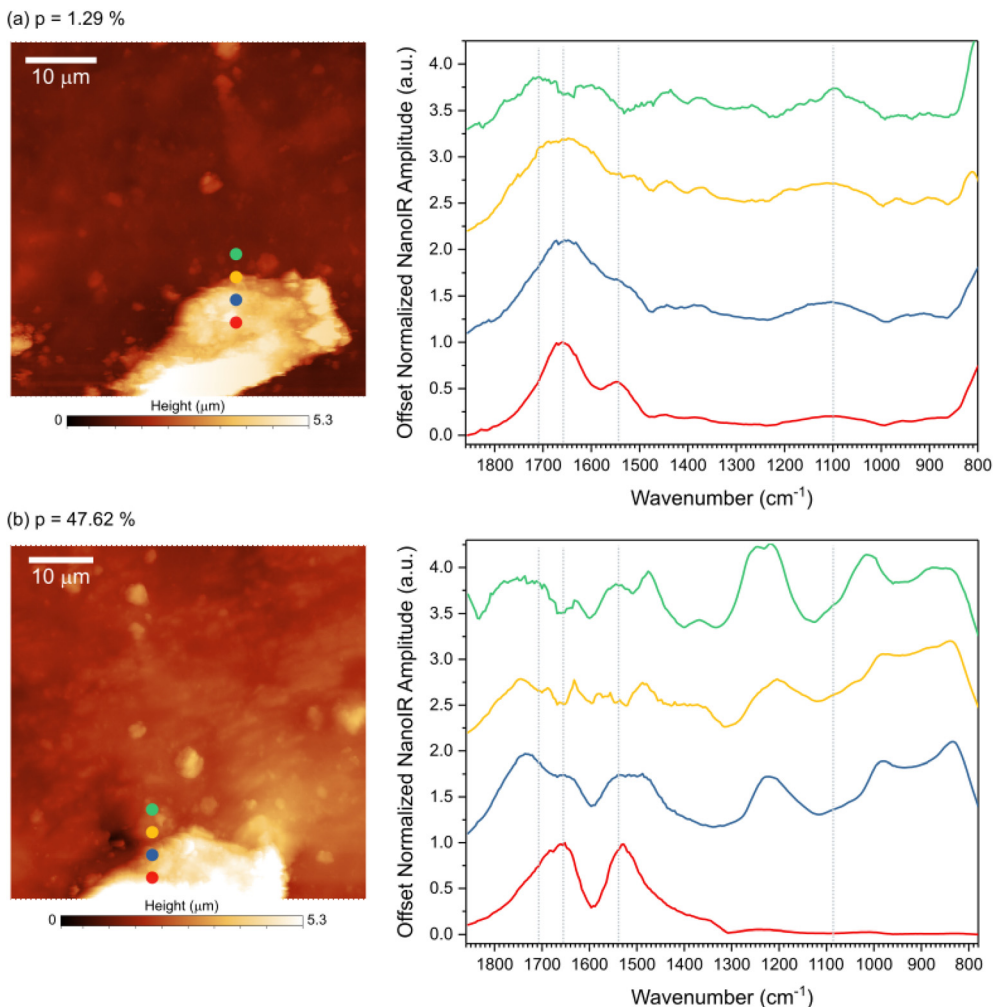 (a) p = 1.29 %
10 μm
Height (μm)
0
5.3
Offset Normalized NanoIR Amplitude (a.u.)
4.0
3.5
3.0
2.5
2.0
1.5
1.0
0.5
0.0
1800 1700 1600 1500 1400 1300 1200 1100 1000 900 800
Wavenumber (cm⁻¹)
(b) p = 47.62 %
10 μm
Height (μm)
0
5.3
Offset Normalized NanoIR Amplitude (a.u.)
4.0
3.5
3.0
2.5
2.0
1.5
1.0
0.5
0.0
1800 1700 1600 1500 1400 1300 1200 1100 1000 900 800
Wavenumber (cm⁻¹)